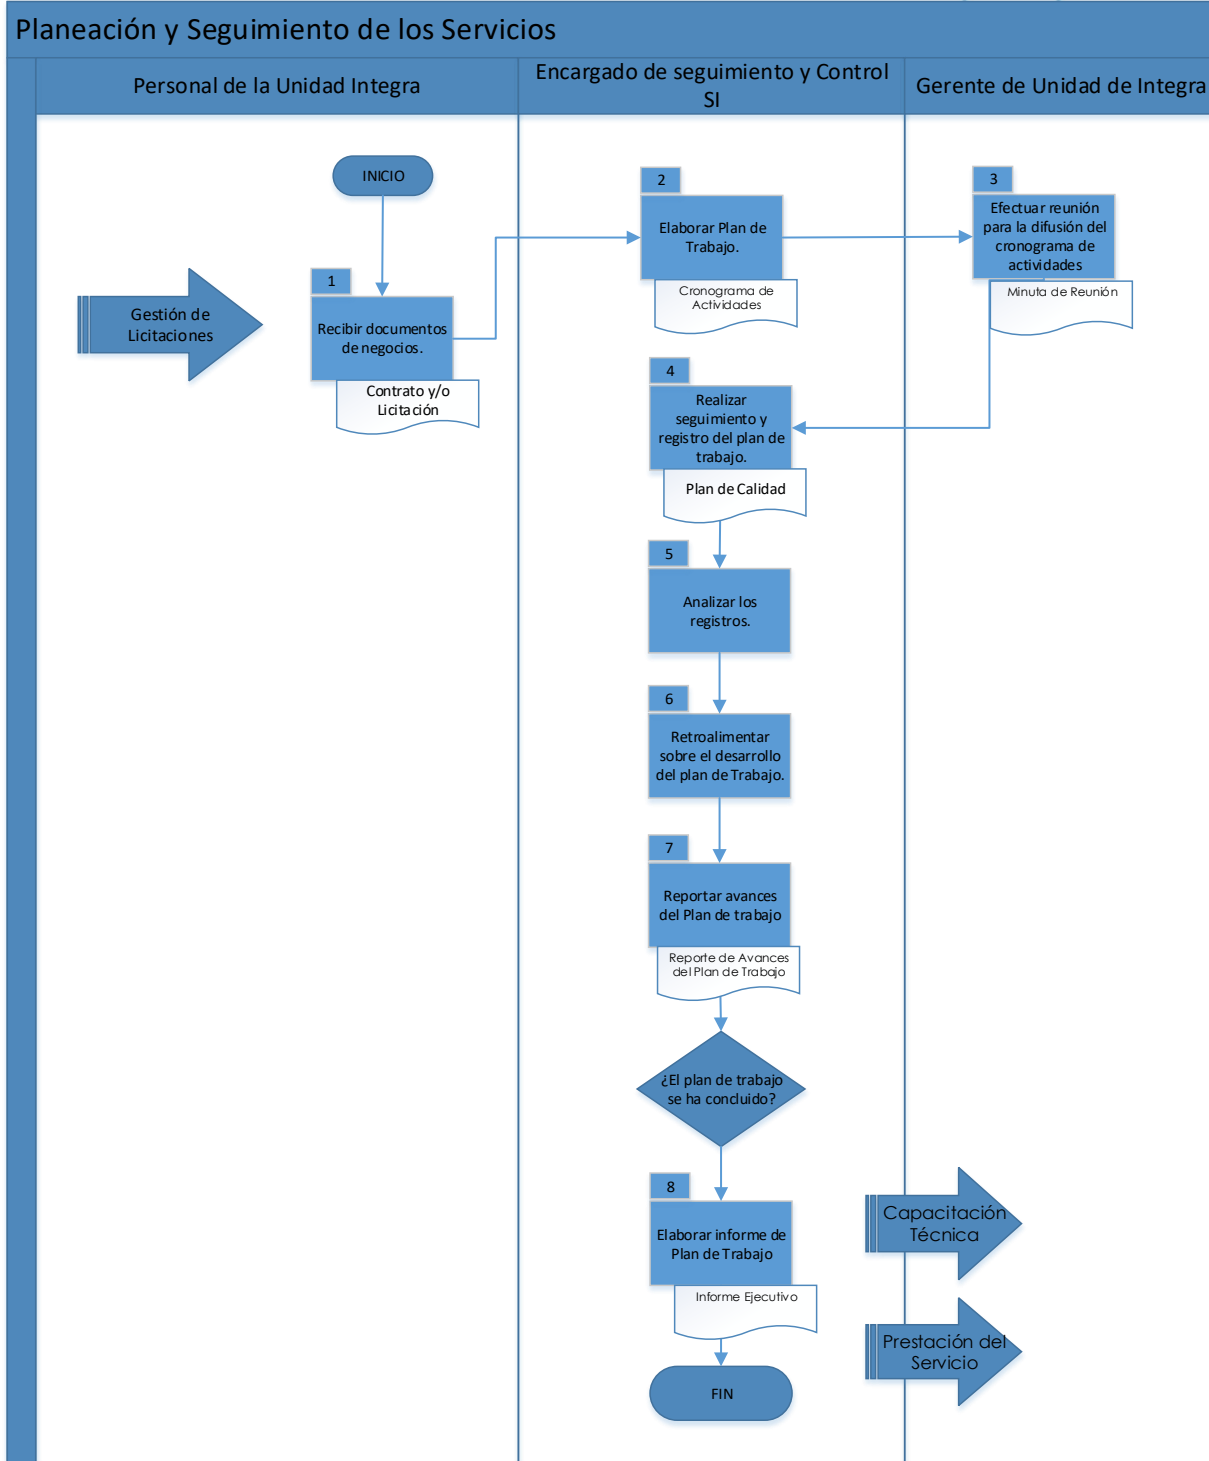 Planeación y Seguimiento de los Servicios
Personal de la Unidad Integra
Encargado de seguimiento y Control
SI
Gerente de Unidad de Integra
INICIO
1
Recibir documentos
de negocios.
Contrato y/o
Licitación
Gestión de
Licitaciones
2
Elaborar Plan de
Trabajo.
Cronograma de
Actividades
3
Efectuar reunión
para la difusión del
cronograma de
actividades
Minuta de Reunión
4
Realizar
seguimiento y
registro del plan de
trabajo.
Plan de Calidad
5
Analizar los
registros.
6
Retroalimentar
sobre el desarrollo
del plan de Trabajo.
7
Reportar avances
del Plan de trabajo
Reporte de Avances
del Plan de Trabajo
¿El plan de trabajo
se ha concluido?
8
Elaborar informe de
Plan de Trabajo
Informe Ejecutivo
FIN
Capacitación
Técnica
Prestación del
Servicio